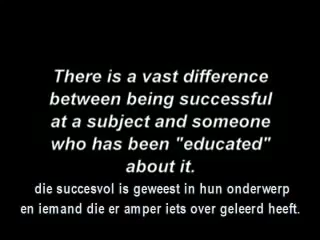 There is a vast difference
between being successful
at a subject and someone
who has been "educated"
about it.
die succesvol is geweest in hun onderwerp
en iemand die er amper iets over geleerd heeft.